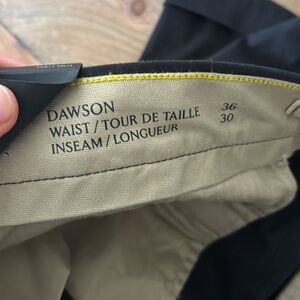 DAWSON
WAIST / TOUR DE TAILLE 36
INSEAM / LONGUEUR 30